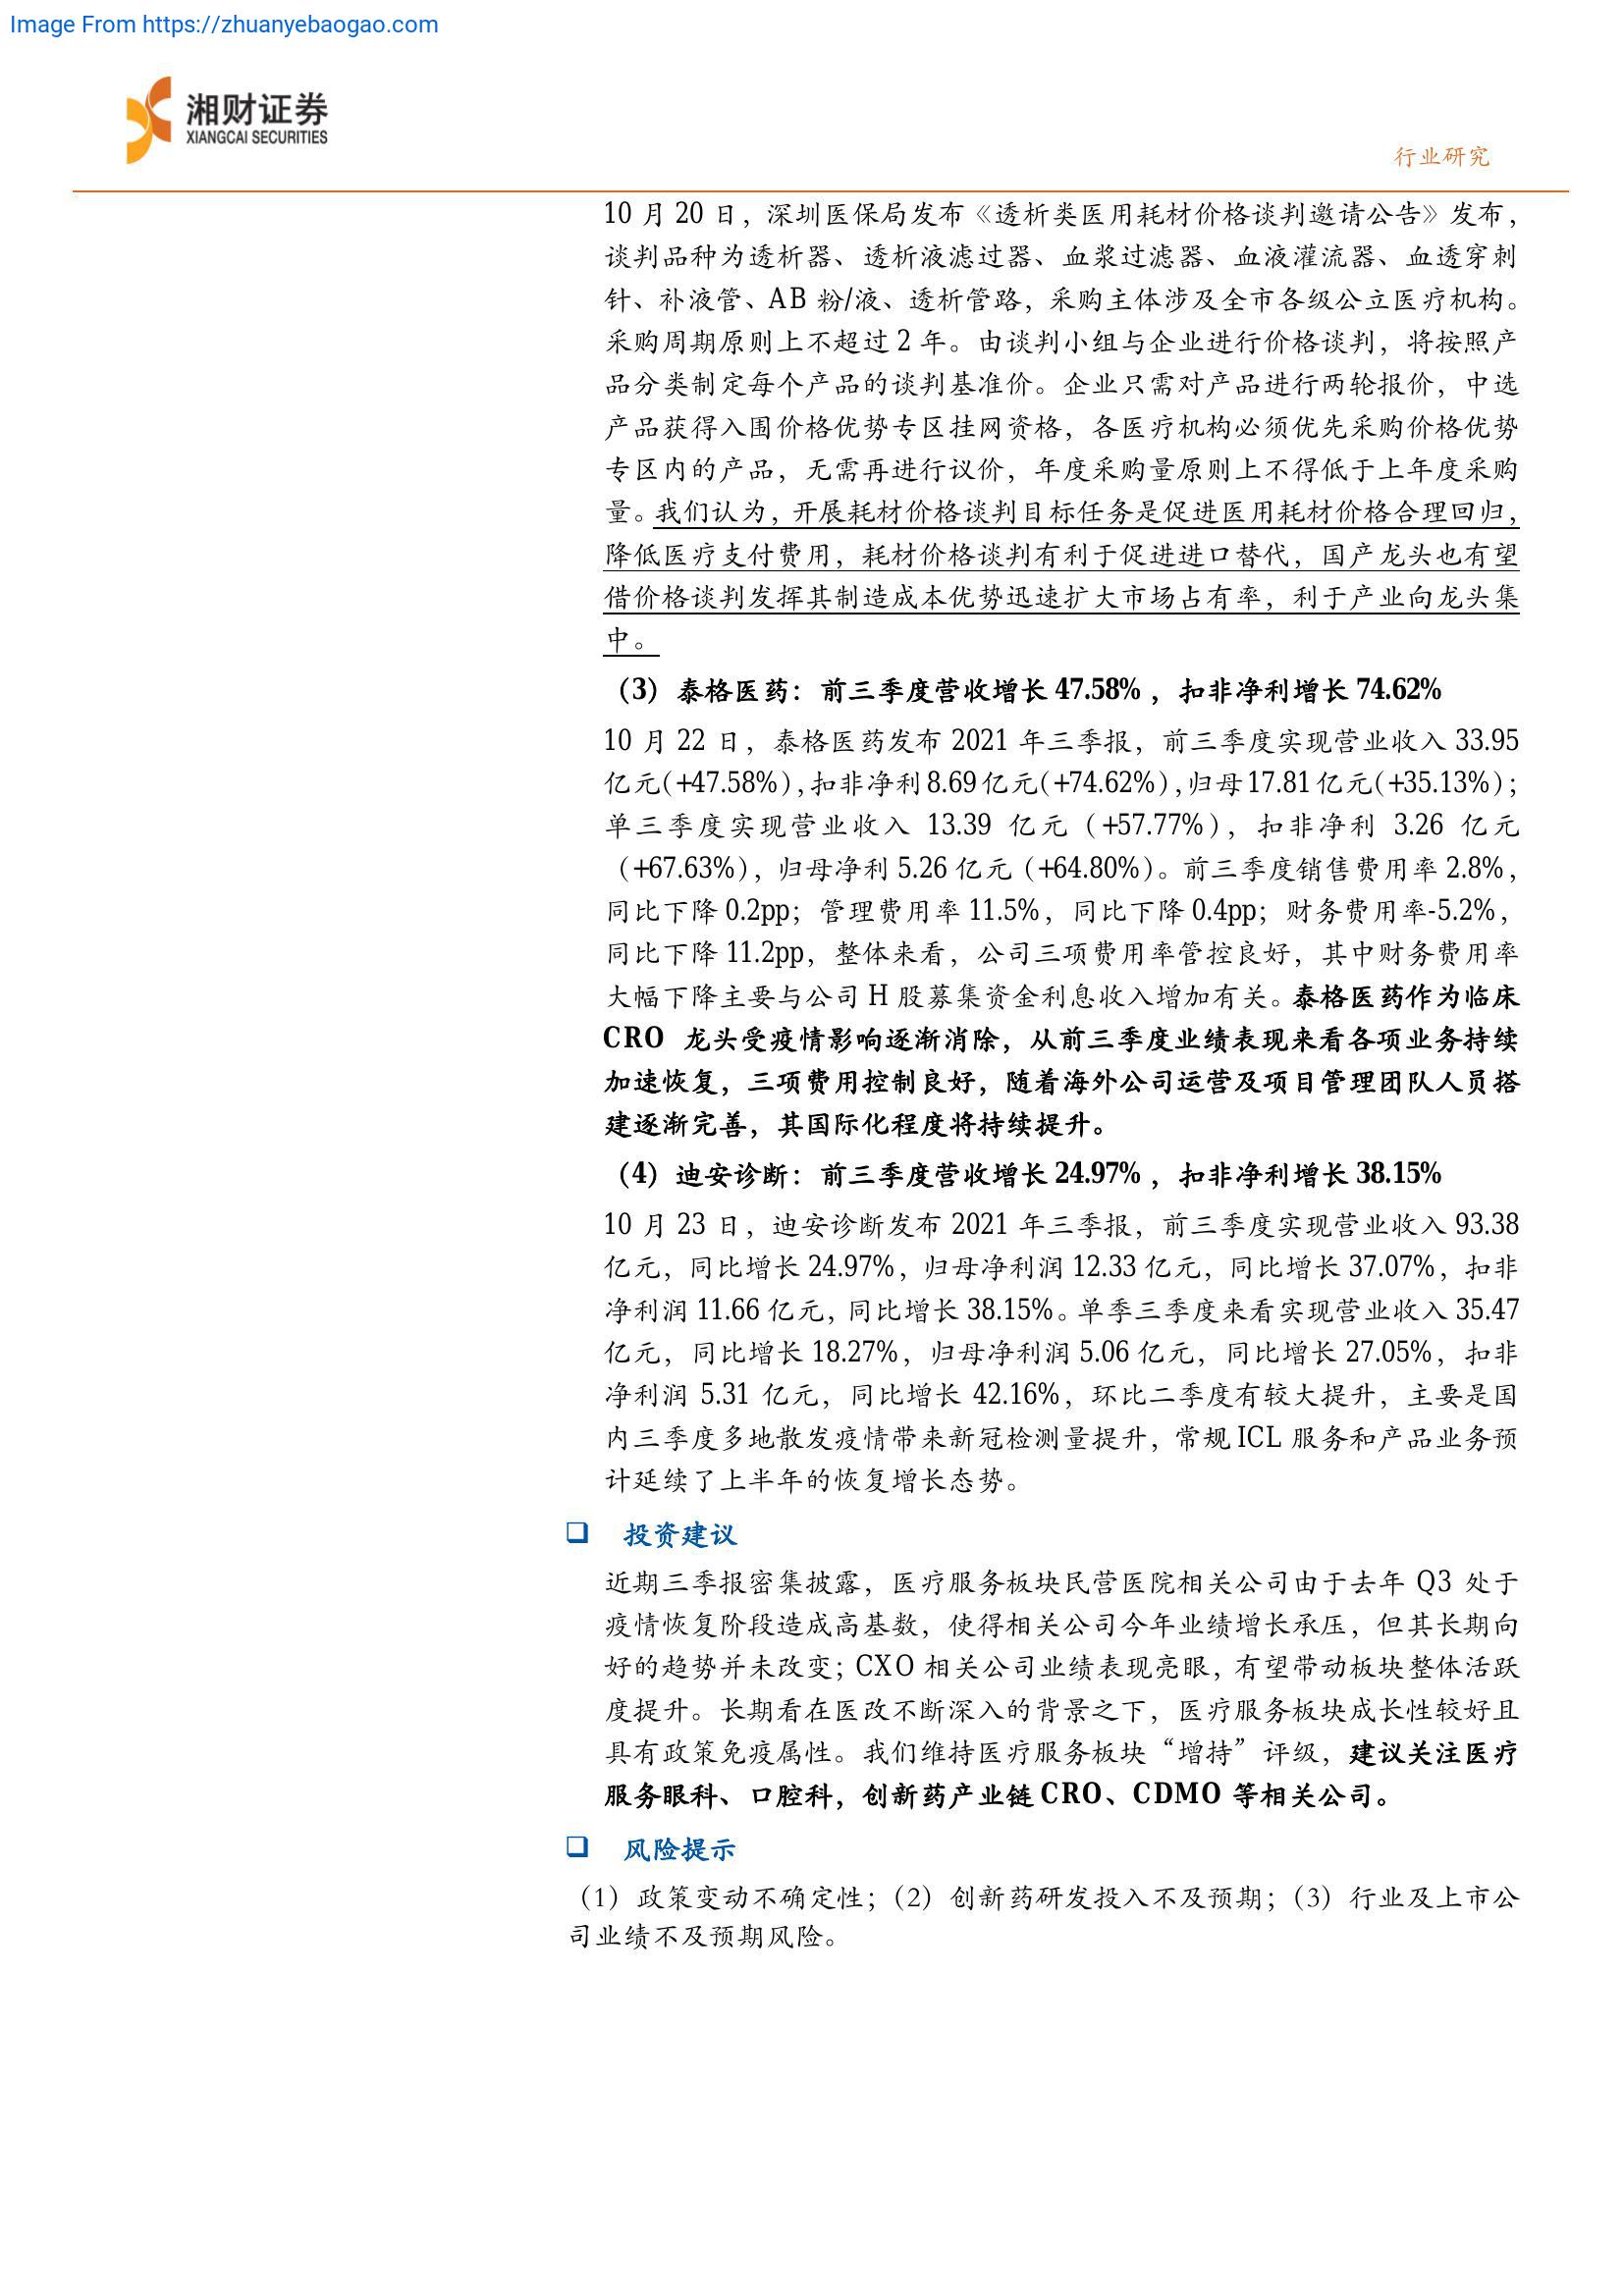 Image From https://zhuanyebaogao.com
湘财证券
XIANGCAI SECURITIES
行业研究
10 月 20 日，深圳医保局发布《透析类医用耗材价格谈判邀请公告》发布，
谈判品种为透析器、透析液滤过器、血浆过滤器、血液灌流器、血透穿刺
针、补液管、AB 粉/液、透析管路，采购主体涉及全市各级公立医疗机构。
采购周期原则上不超过 2 年。由谈判小组与企业进行价格谈判，将按照产
品分类制定每个产品的谈判基准价。企业只需对产品进行两轮报价，中选
产品获得入围价格优势专区挂网资格，各医疗机构必须优先采购价格优势
专区内的产品，无需再进行议价，年度采购量原则上不得低于上年度采购
量。我们认为，开展耗材价格谈判目标任务是促进医用耗材价格合理回归，
降低医疗支付费用，耗材价格谈判有利于促进进口替代，国产龙头也有望
借价格谈判发挥其制造成本优势迅速扩大市场占有率，利于产业向龙头集
中。
（3）泰格医药：前三季度营收增长 47.58%，扣非净利增长 74.62%
10 月 22 日，泰格医药发布 2021 年三季报，前三季度实现营业收入 33.95
亿元(+47.58%)，扣非净利 8.69 亿元(+74.62%)，归母 17.81 亿元(+35.13%)；
单三季度实现营业收入 13.39 亿元（+57.77%），扣非净利 3.26 亿元
（+67.63%），归母净利 5.26 亿元（+64.80%）。前三季度销售费用率 2.8%，
同比下降 0.2pp；管理费用率 11.5%，同比下降 0.4pp；财务费用率-5.2%，
同比下降 11.2pp，整体来看，公司三项费用率管控良好，其中财务费用率
大幅下降主要与公司 H 股募集资金利息收入增加有关。泰格医药作为临床
CRO 龙头受疫情影响逐渐消除，从前三季度业绩表现来看各项业务持续
加速恢复，三项费用控制良好，随着海外公司运营及项目管理团队人员搭
建逐渐完善，其国际化程度将持续提升。
（4）迪安诊断：前三季度营收增长 24.97%，扣非净利增长 38.15%
10 月 23 日，迪安诊断发布 2021 年三季报，前三季度实现营业收入 93.38
亿元，同比增长 24.97%，归母净利润 12.33 亿元，同比增长 37.07%，扣非
净利润 11.66 亿元，同比增长 38.15%。单季三季度来看实现营业收入 35.47
亿元，同比增长 18.27%，归母净利润 5.06 亿元，同比增长 27.05%，扣非
净利润 5.31 亿元，同比增长 42.16%，环比二季度有较大提升，主要是国
内三季度多地散发疫情带来新冠检测量提升，常规 ICL 服务和产品业务预
计延续了上半年的恢复增长态势。
❑ 投资建议
近期三季报密集披露，医疗服务板块民营医院相关公司由于去年 Q3 处于
疫情恢复阶段造成高基数，使得相关公司今年业绩增长承压，但其长期向
好的趋势并未改变；CXO 相关公司业绩表现亮眼，有望带动板块整体活跃
度提升。长期看在医改不断深入的背景之下，医疗服务板块成长性较好且
具有政策免疫属性。我们维持医疗服务板块“增持”评级，建议关注医疗
服务眼科、口腔科，创新药产业链 CRO、CDMO 等相关公司。
❑ 风险提示
（1）政策变动不确定性；（2）创新药研发投入不及预期；（3）行业及上市公
司业绩不及预期风险。